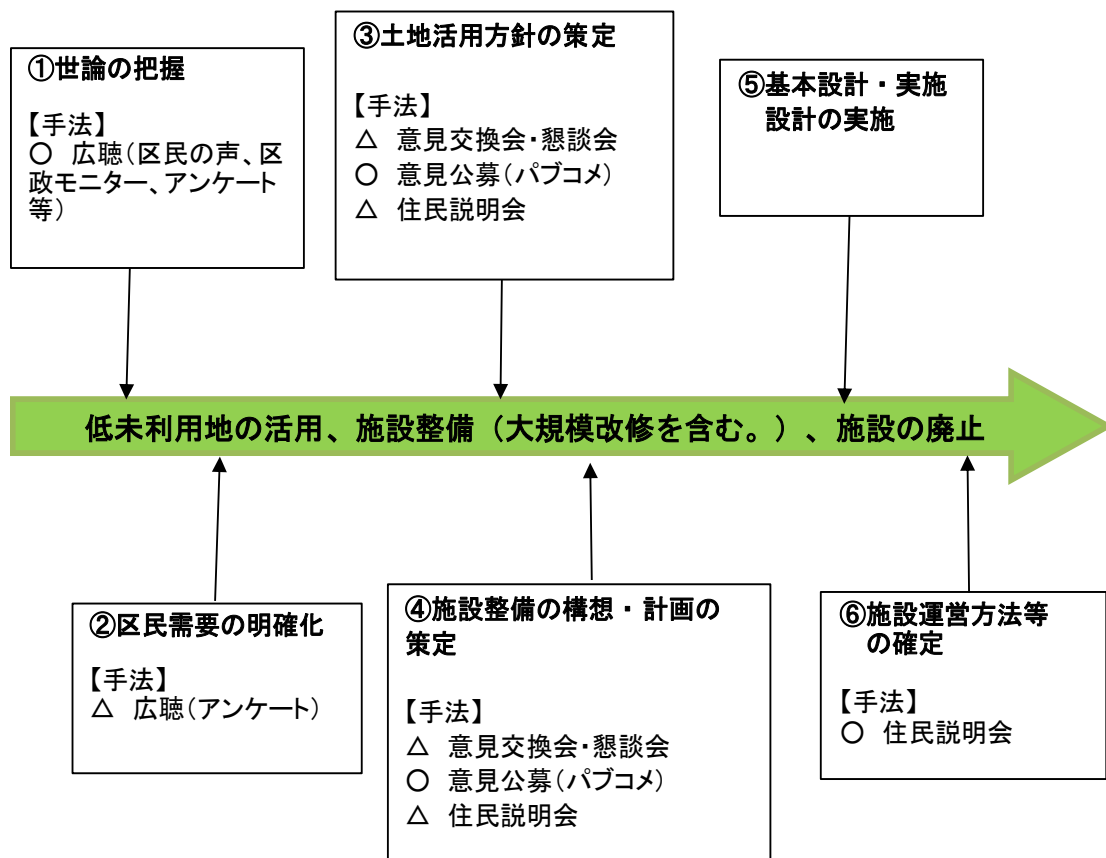 ①世論の把握
【手法】
○ 広聴(区民の声、区
政モニター、アンケート
等)
③土地活用方針の策定
【手法】
△ 意見交換会・懇談会
○ 意見公募(パブコメ)
△ 住民説明会
⑤基本設計・実施
設計の実施
低未利用地の活用、施設整備(大規模改修を含む。)、施設の廃止
②区民需要の明確化
【手法】
△ 広聴(アンケート)
④施設整備の構想・計画の
策定
【手法】
△ 意見交換会・懇談会
○ 意見公募(パブコメ)
△ 住民説明会
⑥施設運営方法等
の確定
【手法】
○ 住民説明会